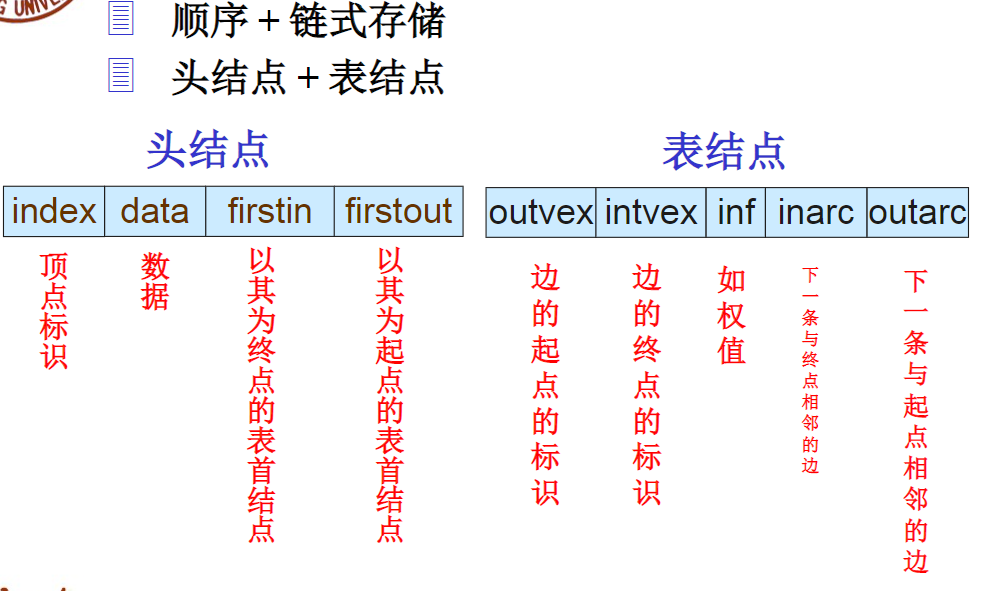 G UNIVE
顺序＋链式存储
头结点＋表结点
头结点
表结点
index data firstin firstout
outvex intvex inf inarc outarc
顶点标识
数据
以其为终点的表首结点
以其为起点的表首结点
边的起点的标识
边的终点的标识
如权值
下一条与终点相邻的边
下一条与起点相邻的边